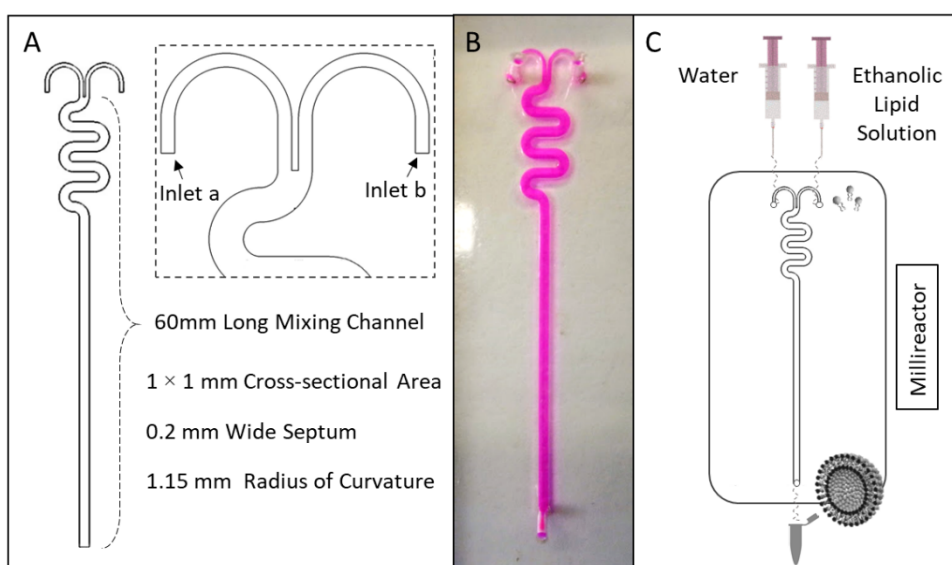 A
Inlet a
Inlet b
60mm Long Mixing Channel
1 × 1 mm Cross-sectional Area
0.2 mm Wide Septum
1.15 mm Radius of Curvature
B
C
Water
Ethanolic
Lipid
Solution
Millireactor